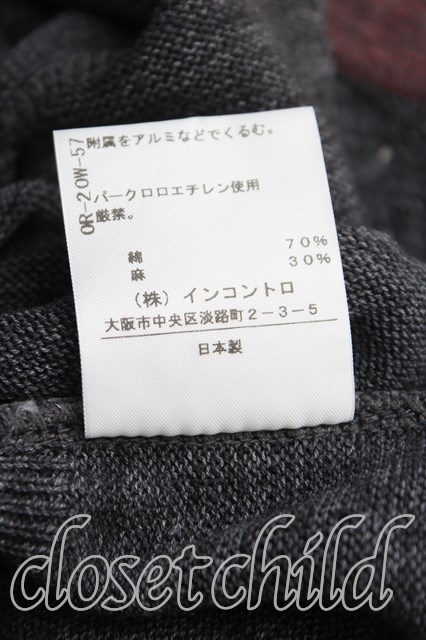 附属をアルミなどでくるむ。
OR-20W-57
パークロロエチレン使用
厳禁。
綿 70%
麻 30%
(株)インコントロ
大阪市中央区淡路町2-3-5
日本製
closet child